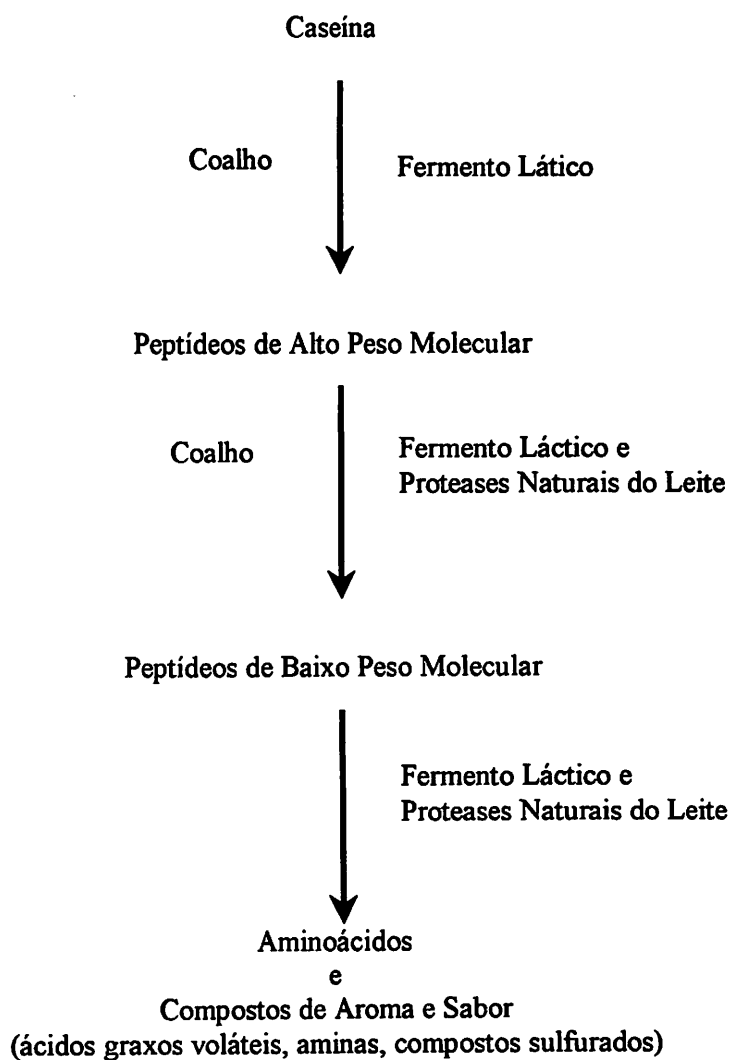 Caseína
Coalho
Fermento Lático
Peptídeos de Alto Peso Molecular
Coalho
Fermento Láctico e
Proteases Naturais do Leite
Peptídeos de Baixo Peso Molecular
Fermento Láctico e
Proteases Naturais do Leite
Aminoácidos
e
Compostos de Aroma e Sabor
(ácidos graxos voláteis, aminas, compostos sulfurados)